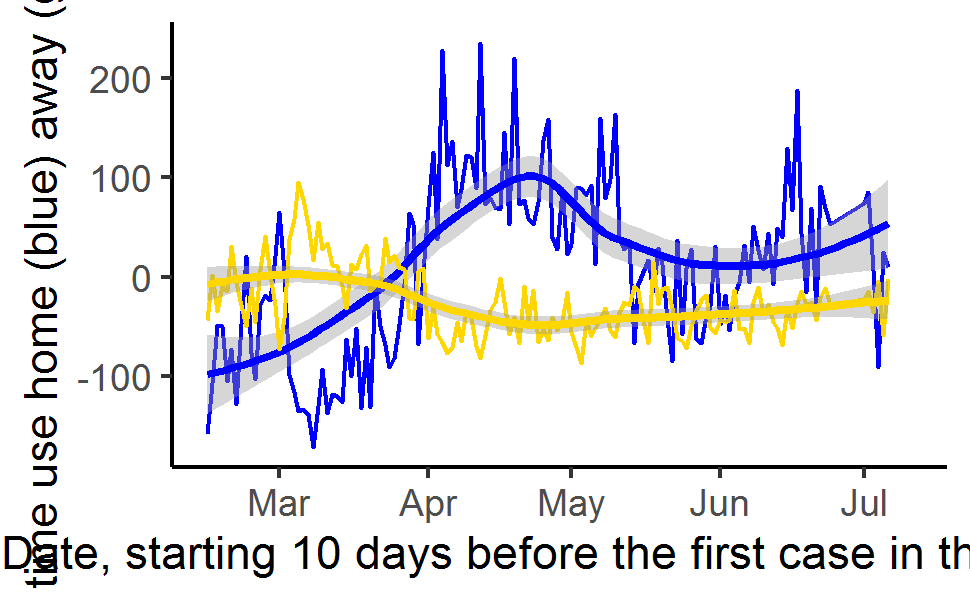 time use home (blue) away (g
200
100
0
-100
Mar Apr May Jun Jul
Date, starting 10 days before the first case in th